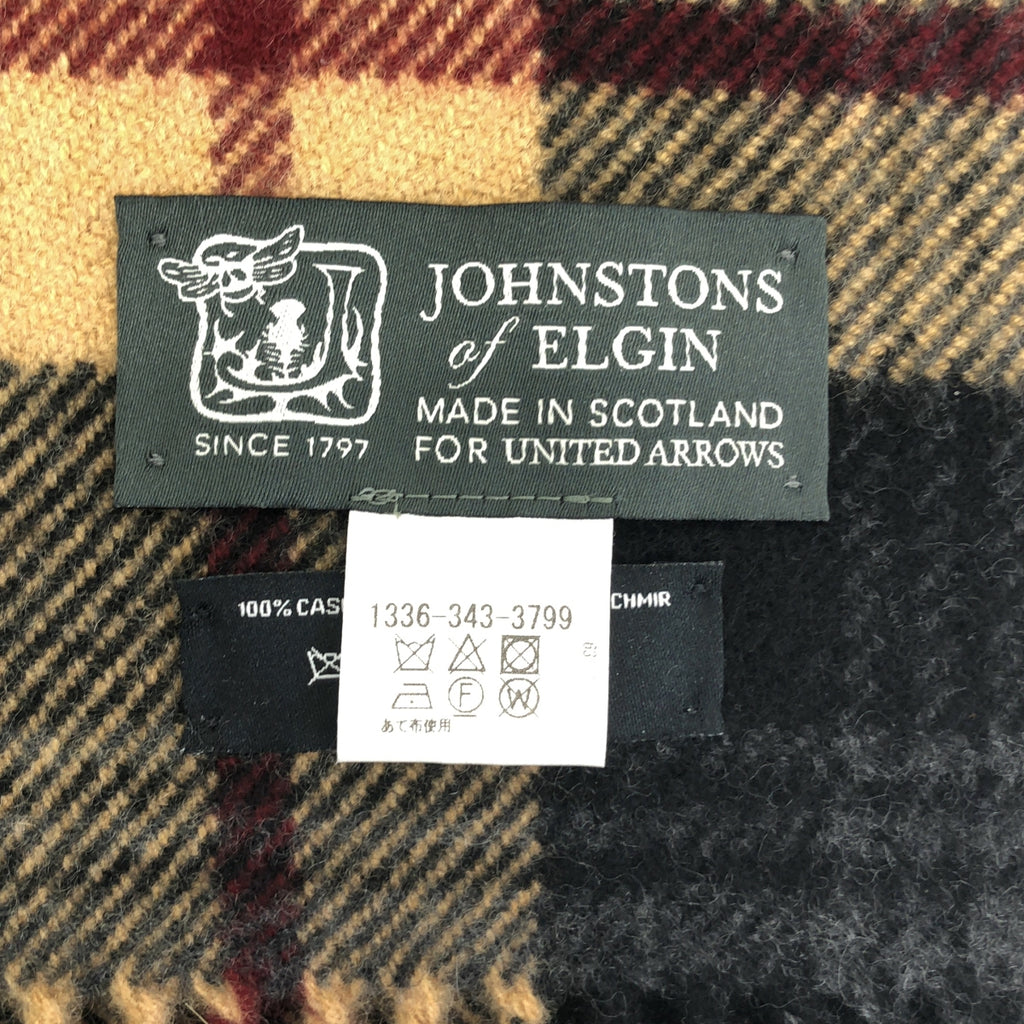 JOHNSTONS
of ELGIN
SINCE 1797
MADE IN SCOTLAND
FOR UNITED ARROWS
100% CAS
CHMIR
1336-343-3799
F
W
あて布使用